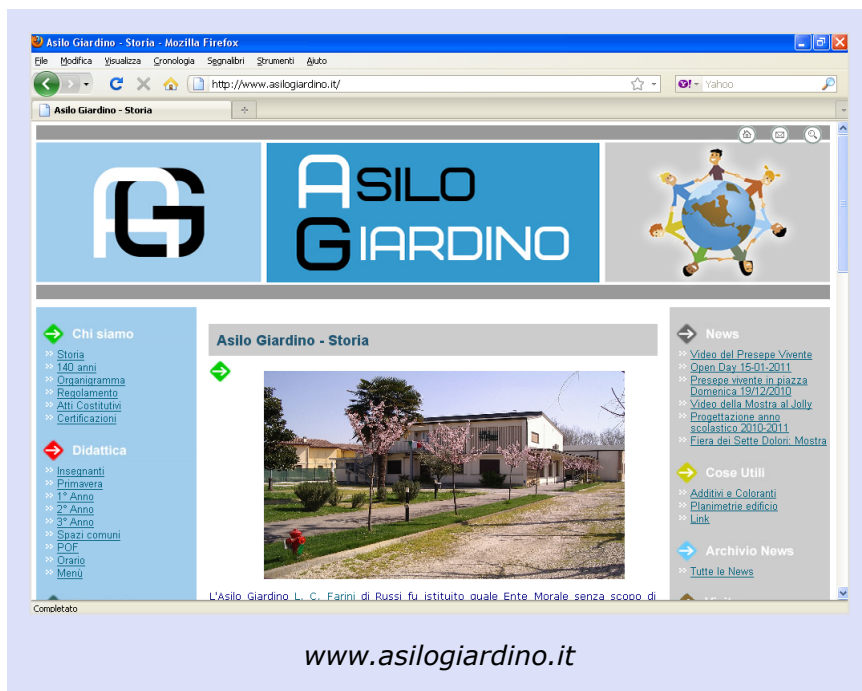 Asilo Giardino - Storia - Mozilla Firefox
File Modifica Visualizza Cronologia Segnalibri Strumenti Aiuto
http://www.asilogiardino.it/
Yahoo
Asilo Giardino - Storia
AG
ASILO
GIARDINO
Chi siamo
Storia
140 anni
Organigramma
Regolamento
Atti Costitutivi
Certificazioni
Didattica
Insegnanti
Primavera
1° Anno
2° Anno
3° Anno
Spazi comuni
POF
Orario
Menù
Asilo Giardino - Storia
L'Asilo Giardino L. C. Farini di Russi fu istituito quale Ente Morale senza scopo di
News
Video del Presepe Vivente
Open Day 15-01-2011
Presepe vivente in piazza
Domenica 19/12/2010
Video della Mostra al Jolly
Progettazione anno
scolastico 2010-2011
Fiera dei Sette Dolori: Mostra
Cose Utili
Additivi e Coloranti
Planimetrie edificio
Link
Archivio News
Tutte le News
Completato
www.asilogiardino.it